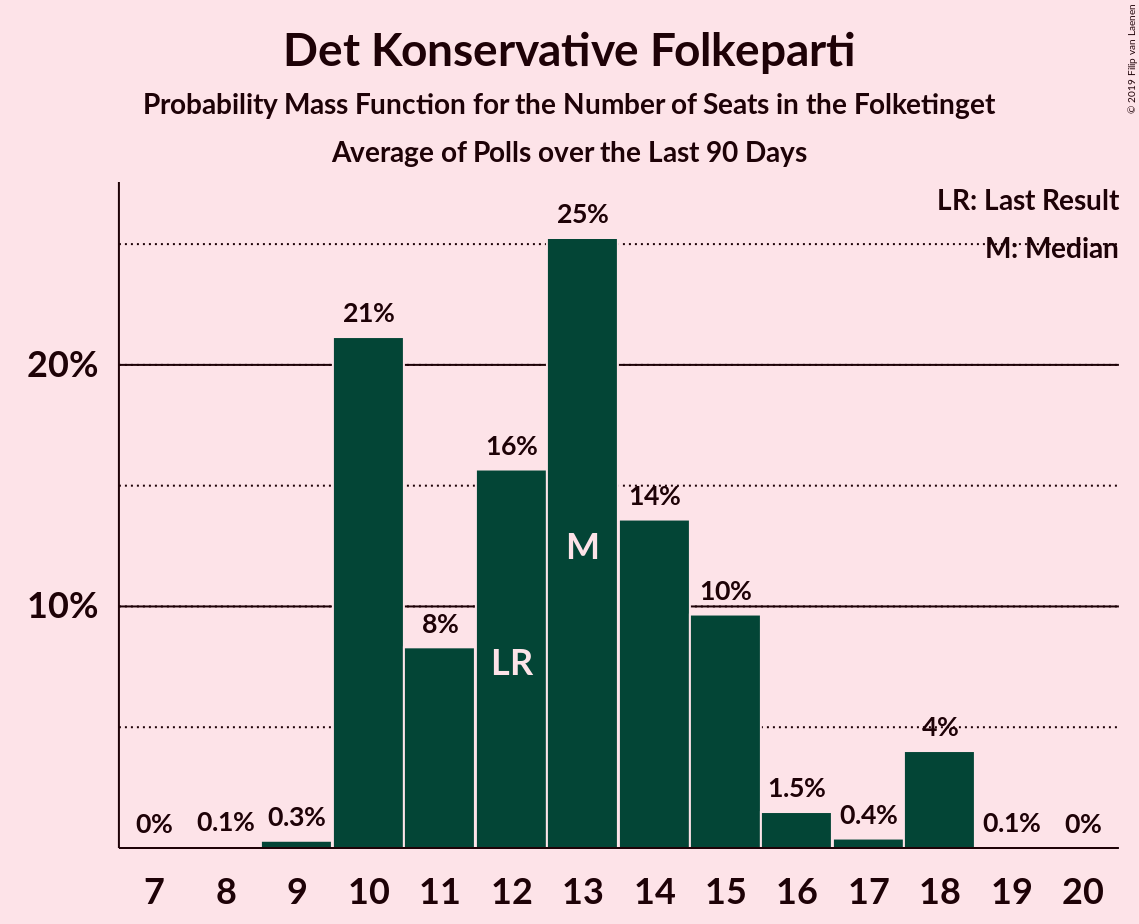 Det Konservative Folkeparti
Probability Mass Function for the Number of Seats in the Folketinget
Average of Polls over the Last 90 Days
© 2019 Filip van Laenen
LR: Last Result
M: Median
25%
21%
20%
16%
14%
M
10%
10%
8%
LR
4%
1.5%
0% 0.1% 0.3% 0.4% 0.1% 0%
7 8 9 10 11 12 13 14 15 16 17 18 19 20